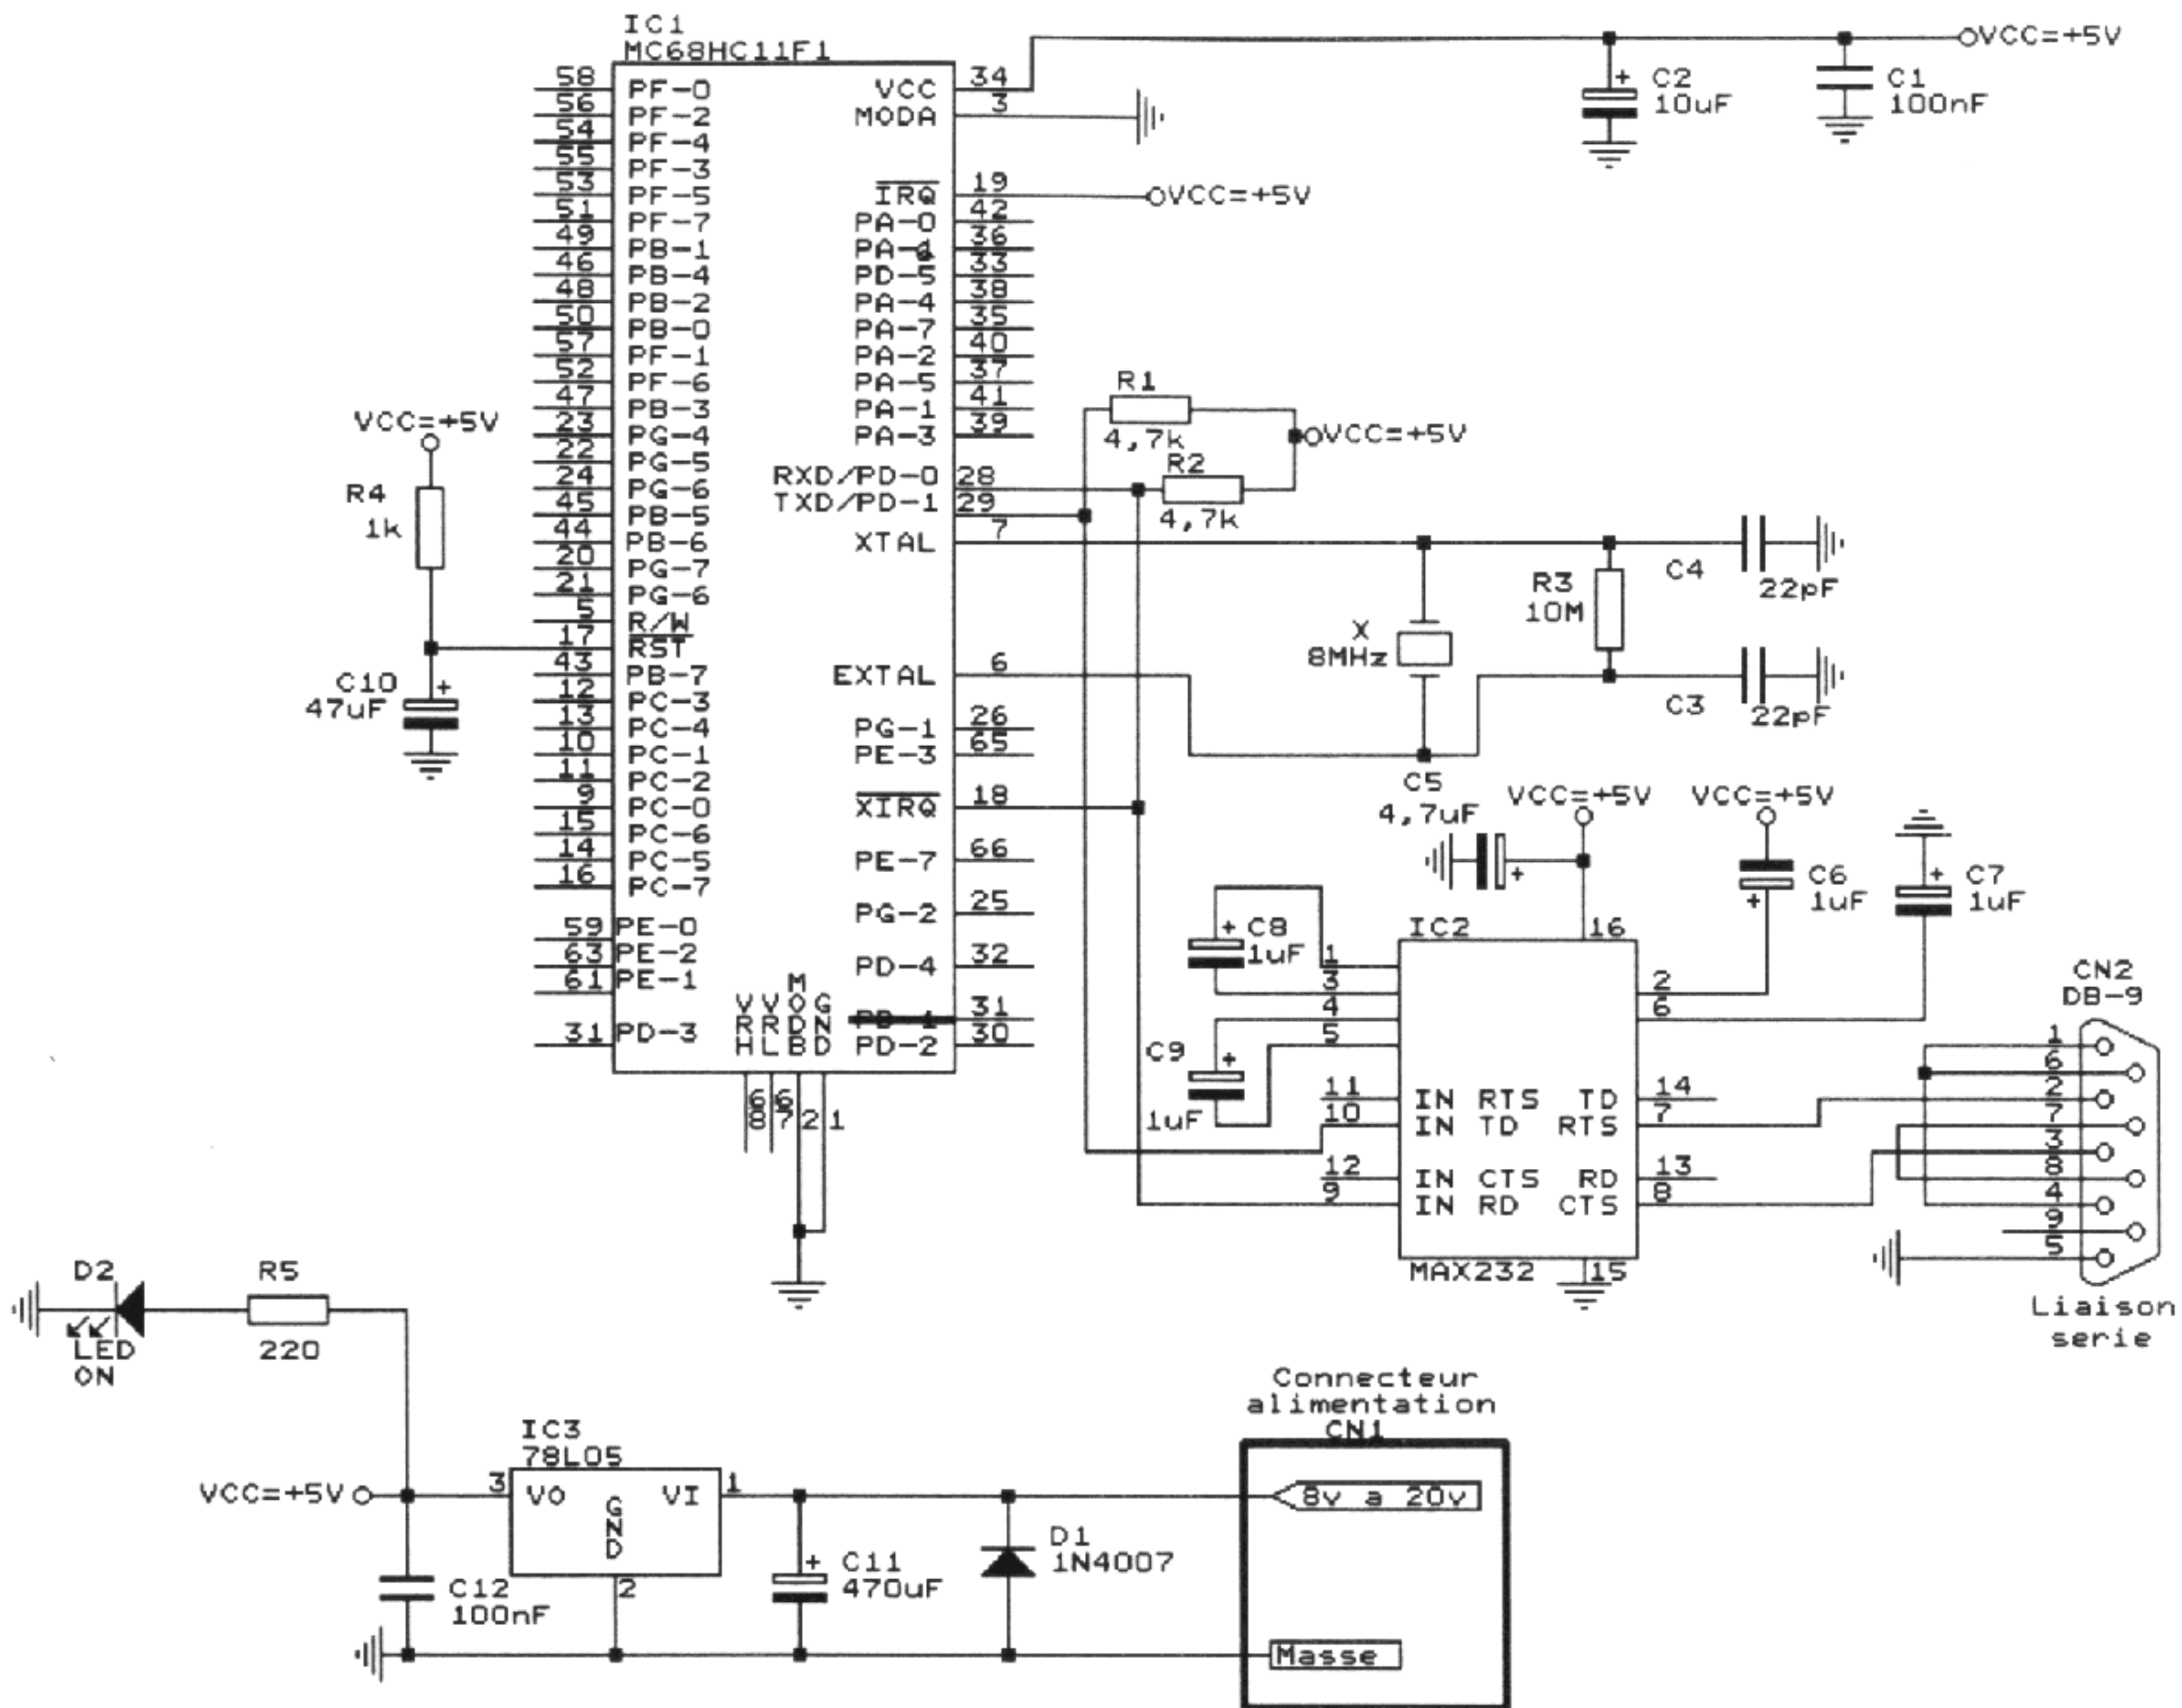 IC1
MC68HC11F1
58 PF-0
56 PF-2
54 PF-4
55 PF-3
53 PF-5
51 PF-7
49 PB-1
46 PB-4
48 PB-2
50 PB-0
57 PF-1
52 PF-6
47 PB-3
23 PG-4
22 PG-5
24 PG-6
45 PB-5
44 PB-6
20 PG-7
21 PG-6
5 R/W
17 RST
43 PB-7
12 PC-3
13 PC-4
10 PC-1
11 PC-2
9 PC-0
15 PC-6
14 PC-5
16 PC-7
59 PE-0
63 PE-2
61 PE-1
31 PD-3
VCC 34
MODA 3
IRQ 19
PA-0 42
36
PD-5 33
PA-4 38
PA-7 35
PA-2 40
PA-5 37
PA-1 41
PA-3 39
RXD/PD-0 28
TXD/PD-1 29
XTAL 7
EXTAL 6
PG-1 26
PE-3 65
XIRQ 18
PE-7 66
PG-2 25
PD-4 32
31
PD-2 30
VRH
VRL
MODB
GND
68
67
2
1
VCC=+5V
C2
10uF
C1
100nF
VCC=+5V
VCC=+5V
R4
1k
C10
47uF
R1
4,7k
VCC=+5V
R2
4,7k
X
8MHz
R3
10M
C4
22pF
C3
22pF
C5
4,7uF
VCC=+5V
VCC=+5V
C6
1uF
C7
1uF
C8
1uF
C9
1uF
IC2
16
1
3
4
5
2
6
11 IN RTS TD 14
10 IN TD RTS 7
12 IN CTS RD 13
9 IN RD CTS 8
MAX232
15
CN2
DB-9
1
6
2
7
3
8
4
9
5
Liaison
serie
D2
LED
ON
R5
220
VCC=+5V
IC3
78L05
3 VO
VI 1
GND
2
C12
100nF
C11
470uF
D1
1N4007
Connecteur
alimentation
CN1
8v a 20v
Masse